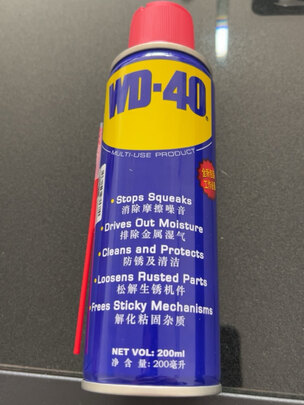 WD-40
MULTI-USE PRODUCT
• Stops Squeaks
消除摩擦噪音
• Drives Out Moisture
排除金属湿气
• Cleans and Protects
防锈及清洁
• Loosens Rusted Parts
松解生锈机件
• Frees Sticky Mechanisms
解化粘固杂质
NET VOL: 200ml
净 含 量: 200毫升